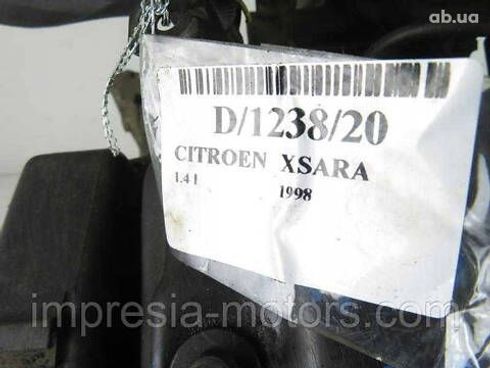 ab.ua
D/1238/20
CITROEN XSARA
1.4 l 1998
impresia-motors.com